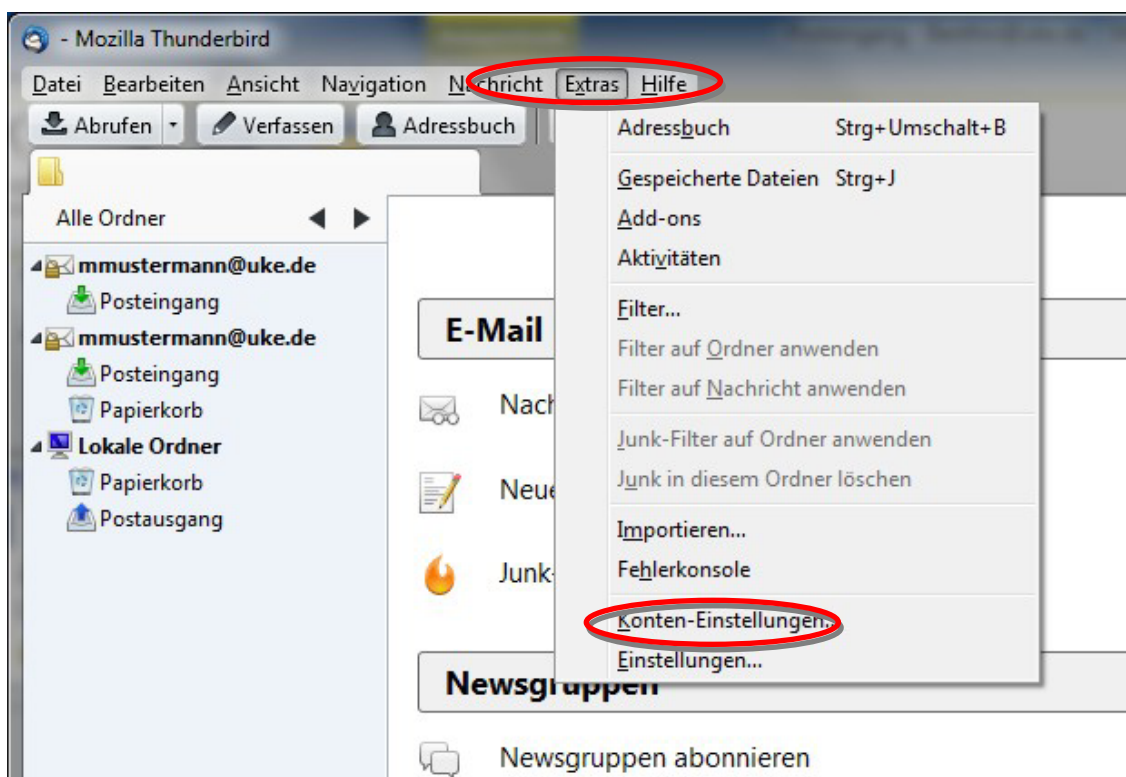 - Mozilla Thunderbird
Datei Bearbeiten Ansicht Navigation Nachricht Extras Hilfe
Abrufen Verfassen Adressbuch
Alle Ordner
mmustermann@uke.de
Posteingang
mmustermann@uke.de
Posteingang
Papierkorb
Lokale Ordner
Papierkorb
Postausgang
Adressbuch Strg+Umschalt+B
Gespeicherte Dateien Strg+J
Add-ons
Aktivitäten
Filter...
Filter auf Ordner anwenden
Filter auf Nachricht anwenden
Junk-Filter auf Ordner anwenden
Junk in diesem Ordner löschen
Importieren...
Fehlerkonsole
Konten-Einstellungen...
Einstellungen...
E-Mail
Nach
Neue
Junk-
Newsgruppen
Newsgruppen abonnieren